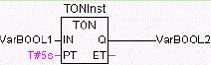 TONInst
TON
VarBOOL1 IN Q VarBOOL2
T#5s PT ET